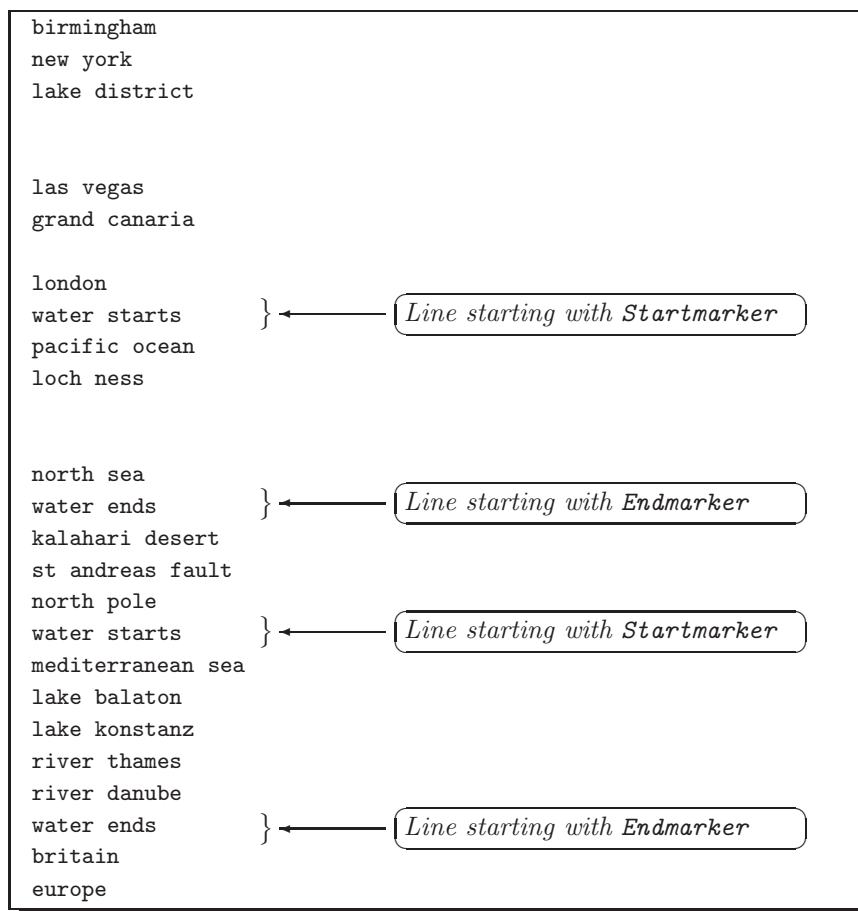 birmingham
new york
lake district
las vegas
grand canaria
london
water starts } Line starting with Startmarker
pacific ocean
loch ness
north sea
water ends } Line starting with Endmarker
kalahari desert
st andreas fault
north pole
water starts } Line starting with Startmarker
mediterranean sea
lake balaton
lake konstanz
river thames
river danube
water ends } Line starting with Endmarker
britain
europe